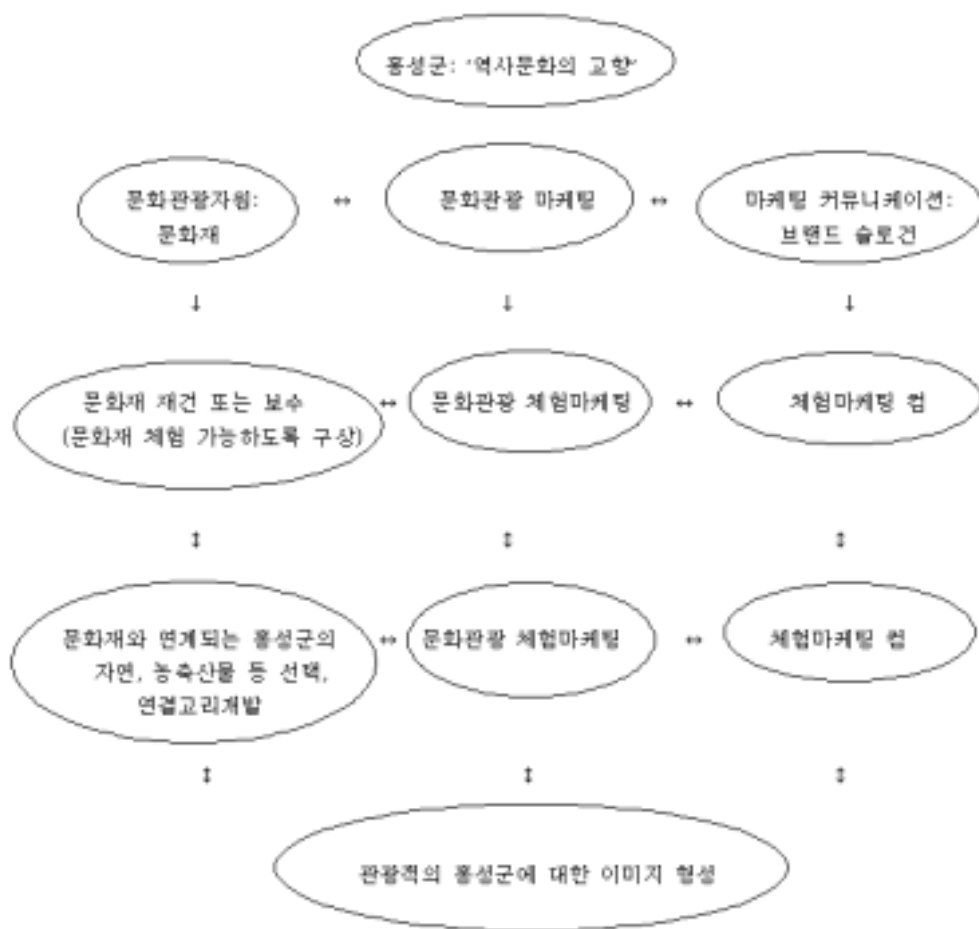 홍성군: '역사문화의 고향'
문화관광자원: ↔ 문화관광 마케팅 ↔ 마케팅 커뮤니케이션:
문화재
브랜드 슬로건
↓ ↓ ↓
문화재 재건 또는 보수 ↔ 문화관광 체험마케팅 ↔ 체험마케팅 컴
(문화재 체험 가능하도록 구상)
↕ ↕ ↕
문화재와 연계되는 홍성군의 ↔ 문화관광 체험마케팅 ↔ 체험마케팅 컴
자연, 농축산물 등 선택,
연결고리개발
↕ ↕ ↕
관광객의 홍성군에 대한 이미지 형성